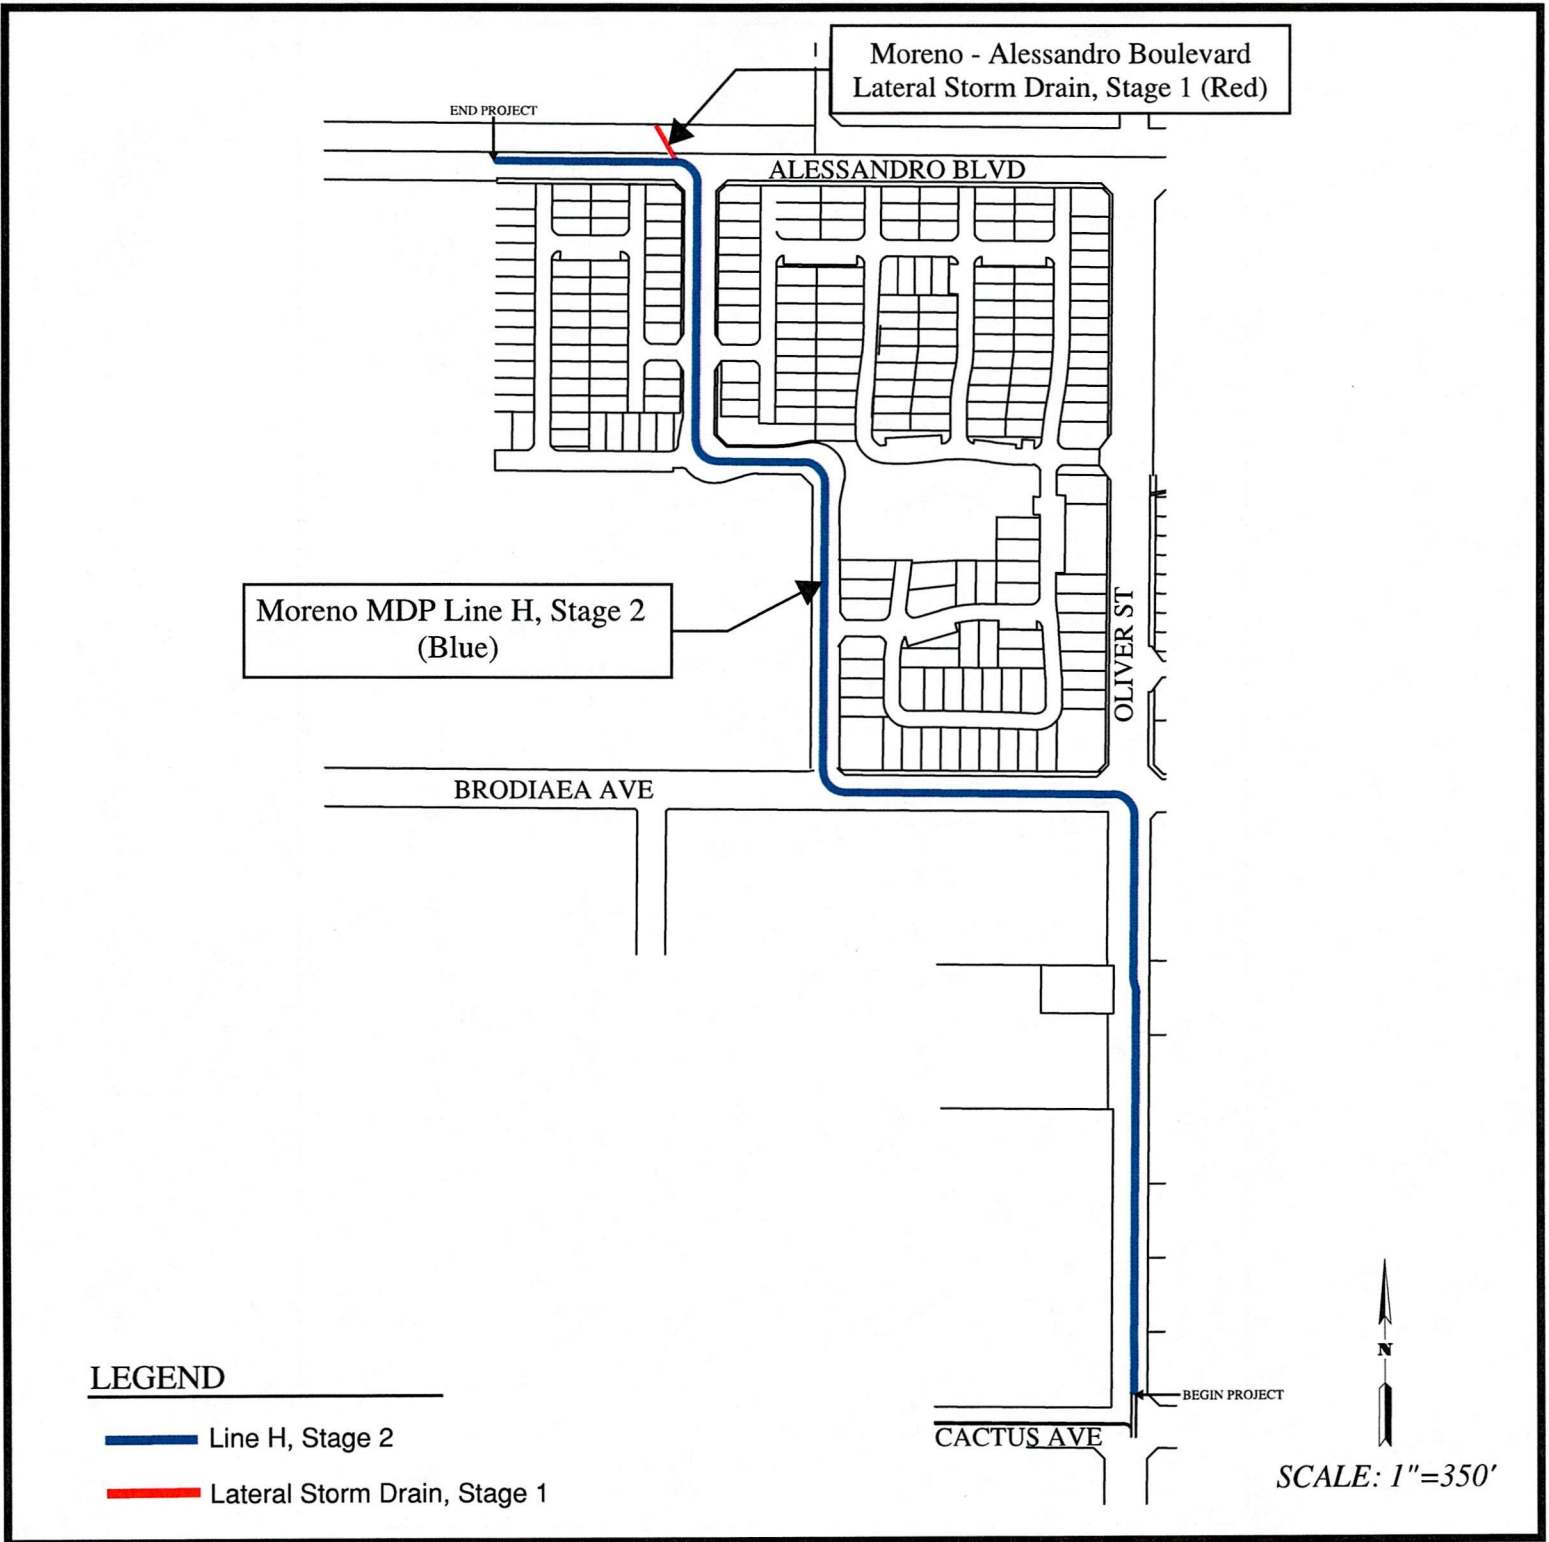 Moreno - Alessandro Boulevard
Lateral Storm Drain, Stage 1 (Red)
END PROJECT
ALESSANDRO BLVD
Moreno MDP Line H, Stage 2
(Blue)
OLIVER ST
BRODIAEA AVE
N
LEGEND
BEGIN PROJECT
Line H, Stage 2
CACTUS AVE
SCALE: 1"=350'
Lateral Storm Drain, Stage 1